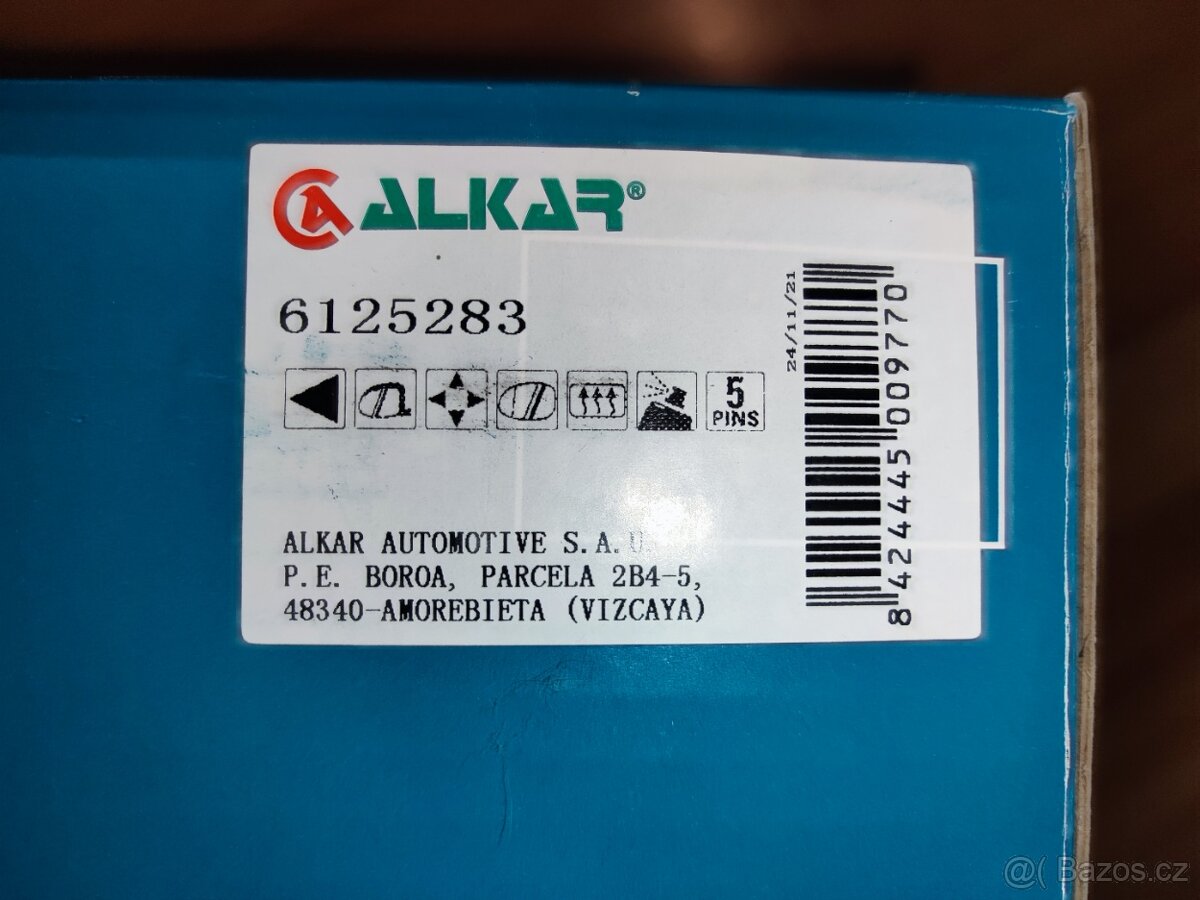 ALKAR®
6125283
5
PINS
ALKAR AUTOMOTIVE S.A.U.
P.E. BOROA, PARCELA 2B4-5,
48340-AMOREBIETA (VIZCAYA)
24/11/21
8 424445 009770
@( Bazos.cz